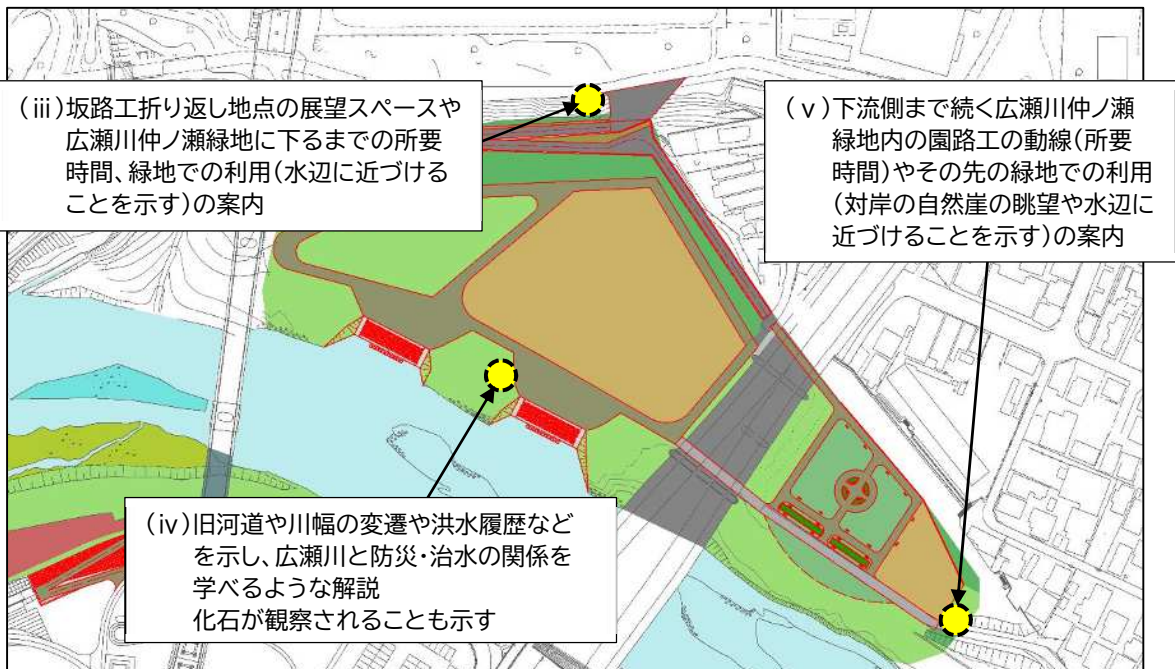 (ⅲ)坂路工折り返し地点の展望スペースや
広瀬川仲ノ瀬緑地に下るまでの所要
時間、緑地での利用(水辺に近づける
ことを示す)の案内
(ⅴ)下流側まで続く広瀬川仲ノ瀬
緑地内の園路工の動線(所要
時間)やその先の緑地での利用
(対岸の自然崖の眺望や水辺に
近づけることを示す)の案内
(ⅳ)旧河道や川幅の変遷や洪水履歴など
を示し、広瀬川と防災・治水の関係を
学べるような解説
化石が観察されることも示す